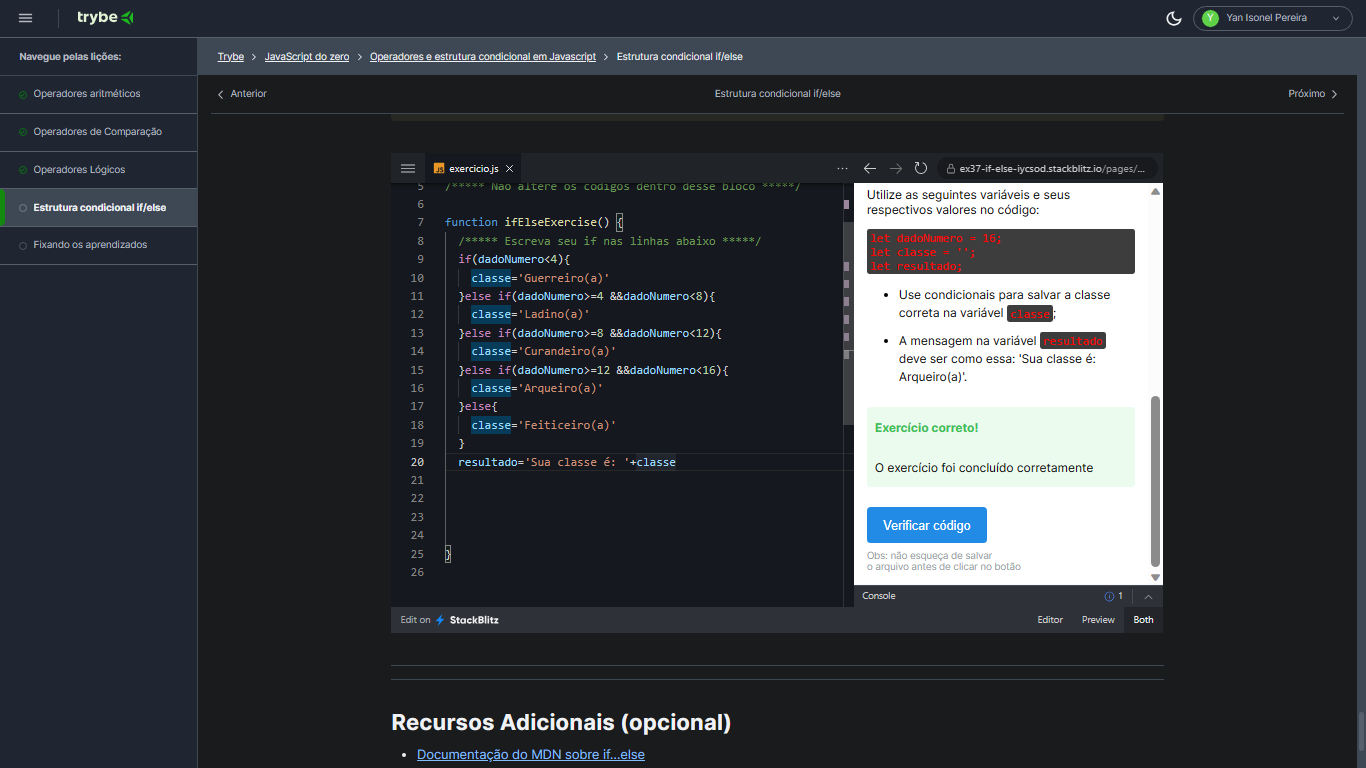 trybe
Y Yan Isonel Pereira
Navegue pelas lições:
Operadores aritméticos
Operadores de Comparação
Operadores Lógicos
Estrutura condicional if/else
Fixando os aprendizados
Trybe > JavaScript do zero > Operadores e estrutura condicional em Javascript > Estrutura condicional if/else
Anterior
Estrutura condicional if/else
Próximo
JS exercicio.js ×
5 /***** Não altere os códigos dentro desse bloco *****/
6
7 function ifElseExercise() {
8 /***** Escreva seu if nas linhas abaixo *****/
9 if(dadoNumero<4){
10 classe='Guerreiro(a)'
11 }else if(dadoNumero>=4 &&dadoNumero<8){
12 classe='Ladino(a)'
13 }else if(dadoNumero>=8 &&dadoNumero<12){
14 classe='Curandeiro(a)'
15 }else if(dadoNumero>=12 &&dadoNumero<16){
16 classe='Arqueiro(a)'
17 }else{
18 classe='Feiticeiro(a)'
19 }
20 resultado='Sua classe é: '+classe
21
22
23
24
25 }
26
ex37-if-else-iycsod.stackblitz.io/pages/...
Utilize as seguintes variáveis e seus
respectivos valores no código:
let dadoNumero = 16;
let classe = '';
let resultado;
• Use condicionais para salvar a classe
correta na variável classe;
• A mensagem na variável resultado
deve ser como essa: 'Sua classe é:
Arqueiro(a)'.
Exercício correto!
O exercício foi concluído corretamente
Verificar código
Obs: não esqueça de salvar
o arquivo antes de clicar no botão
Console
1
Edit on StackBlitz
Editor Preview Both
Recursos Adicionais (opcional)
• Documentação do MDN sobre if...else